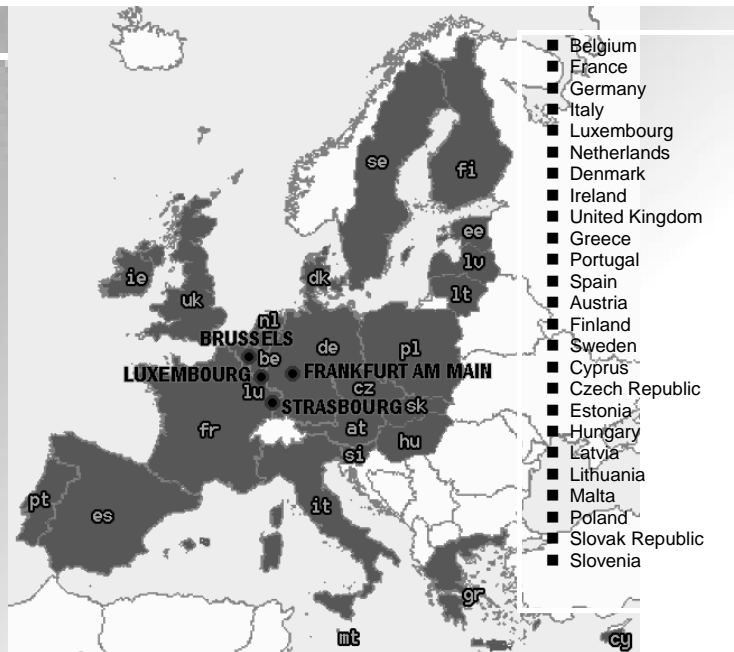 se
fi
ee
lv
lt
ie
uk
dk
nl
BRUSSELS
be
de
pl
LUXEMBOURG
FRANKFURT AM MAIN
lu
cz
STRASBOURG
sk
fr
at
hu
si
pt
es
it
gr
mt
cy
■ Belgium
■ France
■ Germany
■ Italy
■ Luxembourg
■ Netherlands
■ Denmark
■ Ireland
■ United Kingdom
■ Greece
■ Portugal
■ Spain
■ Austria
■ Finland
■ Sweden
■ Cyprus
■ Czech Republic
■ Estonia
■ Hungary
■ Latvia
■ Lithuania
■ Malta
■ Poland
■ Slovak Republic
■ Slovenia